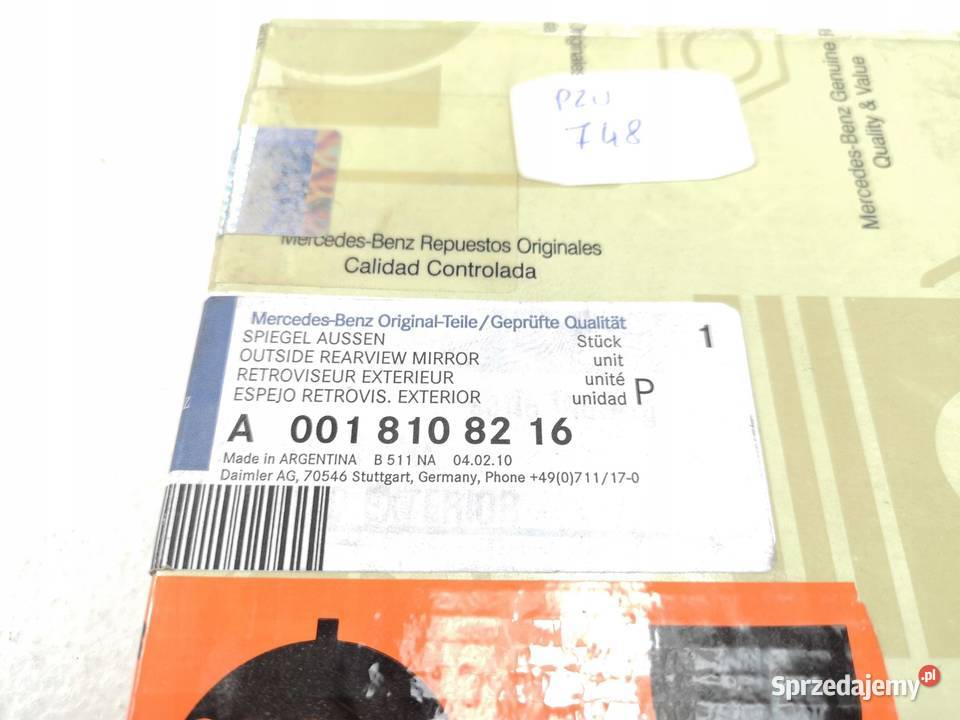 PZU
748
Mercedes-Benz Genuine
Quality & Value
Mercedes-Benz Repuestos Originales
Calidad Controlada
Mercedes-Benz Original-Teile/Geprüfte Qualität
SPIEGEL AUSSEN Stück 1
OUTSIDE REARVIEW MIRROR unit
RETROVISEUR EXTERIEUR unité
ESPEJO RETROVIS. EXTERIOR unidad P
A 001 810 82 16
Made in ARGENTINA B 511 NA 04.02.10
Daimler AG, 70546 Stuttgart, Germany, Phone +49(0)711/17-0
Sprzedajemy.pl